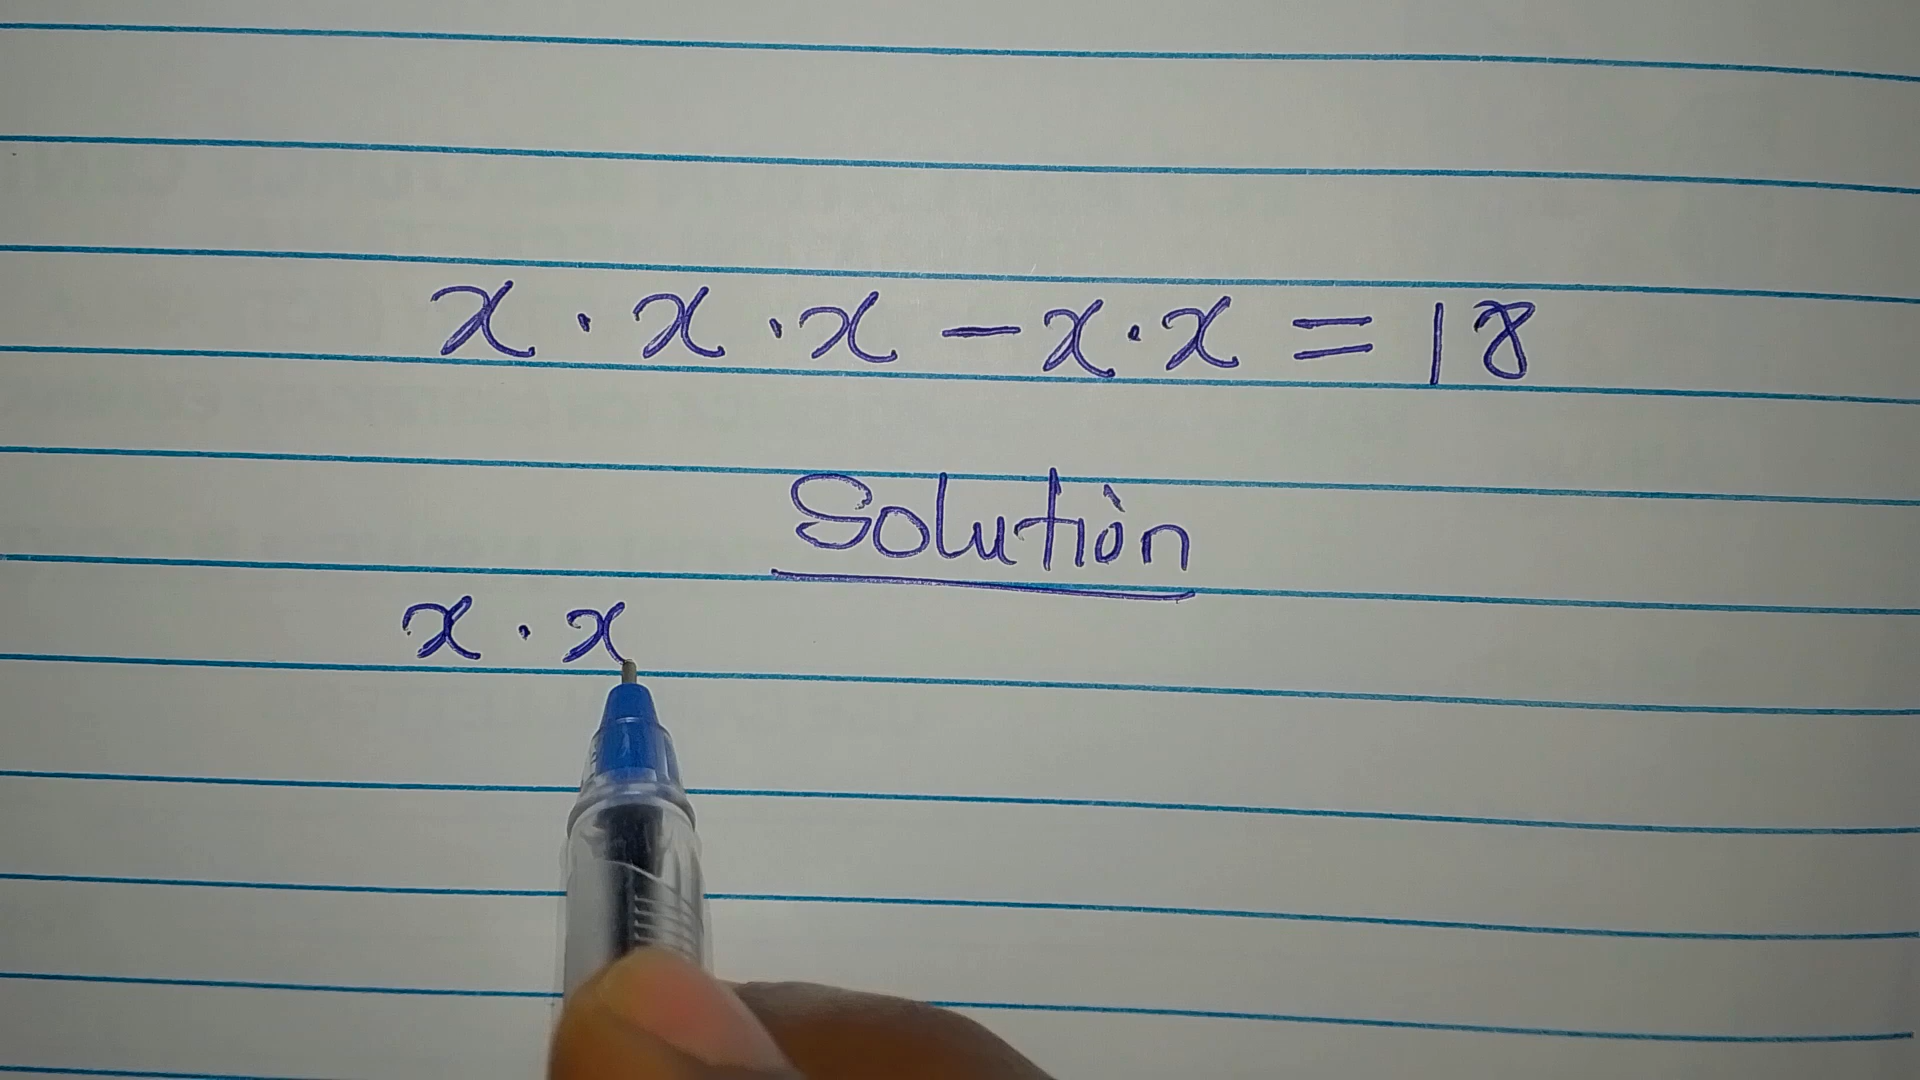 x · x · x - x · x = 18
Solution
x · x